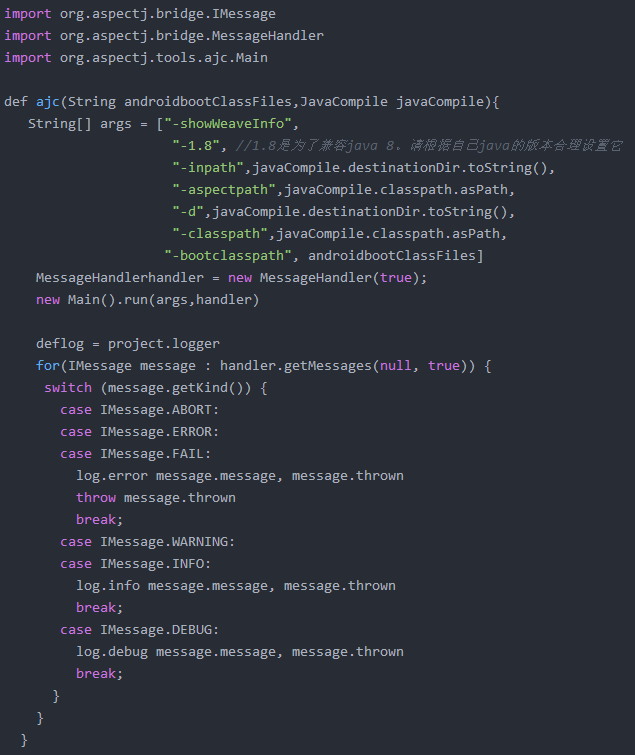 import org.aspectj.bridge.IMessage
import org.aspectj.bridge.MessageHandler
import org.aspectj.tools.ajc.Main

def ajc(String androidbootClassFiles,JavaCompile javaCompile){
   String[] args = ["-showWeaveInfo",
                     "-1.8", //1.8是为了兼容java 8。请根据自己java的版本合理设置它
                     "-inpath",javaCompile.destinationDir.toString(),
                     "-aspectpath",javaCompile.classpath.asPath,
                     "-d",javaCompile.destinationDir.toString(),
                     "-classpath",javaCompile.classpath.asPath,
                    "-bootclasspath", androidbootClassFiles]
    MessageHandlerhandler = new MessageHandler(true);
    new Main().run(args,handler)

    deflog = project.logger
    for(IMessage message : handler.getMessages(null, true)) {
     switch (message.getKind()) {
       case IMessage.ABORT:
       case IMessage.ERROR:
       case IMessage.FAIL:
         log.error message.message, message.thrown
         throw message.thrown
         break;
       case IMessage.WARNING:
       case IMessage.INFO:
         log.info message.message, message.thrown
         break;
       case IMessage.DEBUG:
         log.debug message.message, message.thrown
         break;
      }
    }
  }